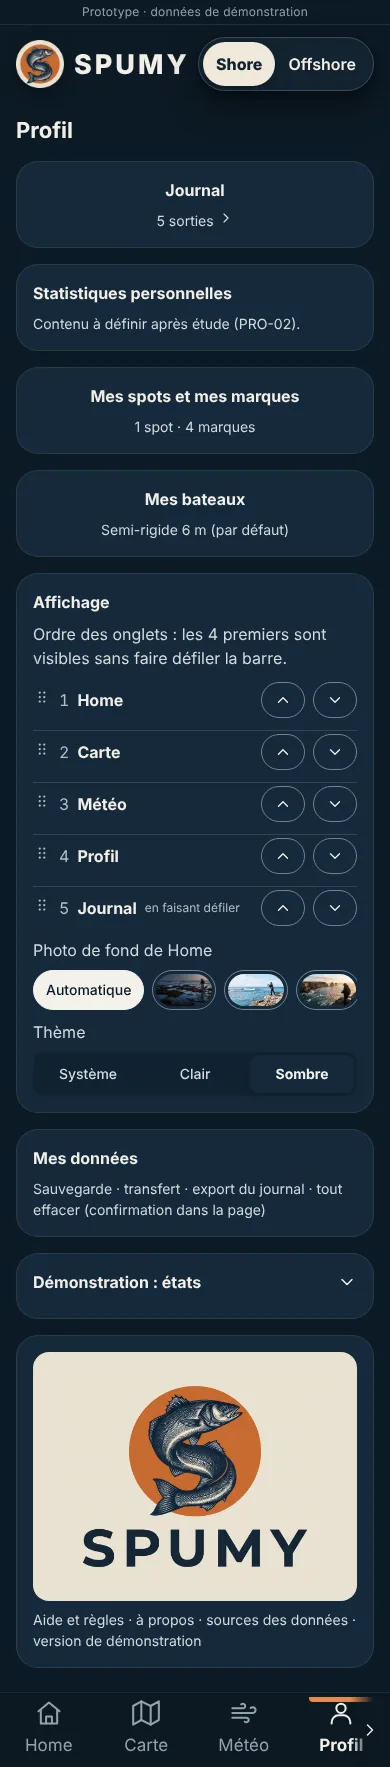 Prototype · données de démonstration
SPUMY
Shore
Offshore
Profil
Journal
5 sorties
Statistiques personnelles
Contenu à définir après étude (PRO-02).
Mes spots et mes marques
1 spot · 4 marques
Mes bateaux
Semi-rigide 6 m (par défaut)
Affichage
Ordre des onglets : les 4 premiers sont
visibles sans faire défiler la barre.
1 Home
2 Carte
3 Météo
4 Profil
5 Journal en faisant défiler
Photo de fond de Home
Automatique
Thème
Système
Clair
Sombre
Mes données
Sauvegarde · transfert · export du journal · tout
effacer (confirmation dans la page)
Démonstration : états
SPUMY
Aide et règles · à propos · sources des données ·
version de démonstration
Home
Carte
Météo
Profil